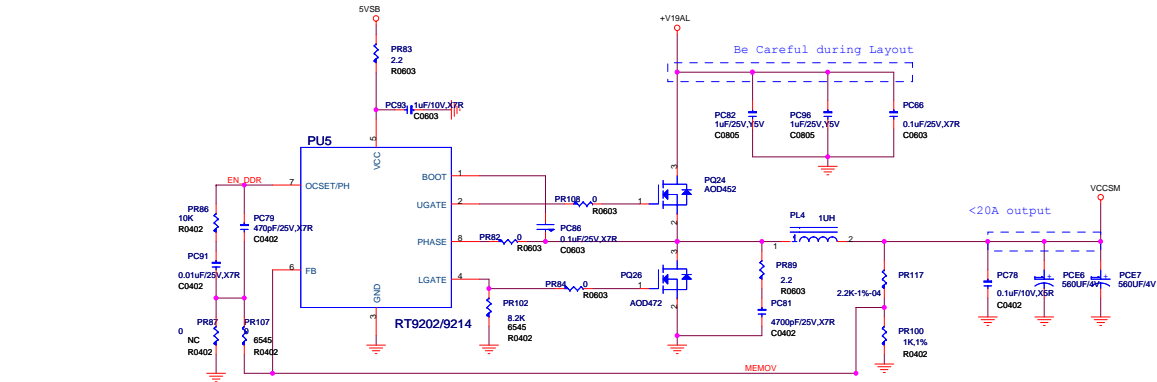 5VSB
+V19AL
PR83
2.2
R0603
Be Careful during Layout
PC93
1uF/10V,X7R
C0603
PC82
1uF/25V,Y5V
C0805
PC96
1uF/25V,Y5V
C0805
PC66
0.1uF/25V,X7R
C0603
PU5
5
VCC
EN_DDR
7
OCSET/PH
BOOT
1
UGATE
2
PHASE
8
LGATE
4
6
FB
GND
3
RT9202/9214
PR86
10K
R0402
PC79
470pF/25V,X7R
C0402
PC91
0.01uF/25V,X7R
C0402
PR87
0
NC
R0402
PR107
0
6545
R0402
PR108
0
R0603
PC86
0.1uF/25V,X7R
C0603
PR82
0
R0603
PR84
0
R0603
PR102
8.2K
6545
R0402
3
PQ24
AOD452
1
2
3
PQ26
1
AOD472
2
PL4
1UH
1
2
PR89
2.2
R0603
PC81
4700pF/25V,X7R
C0402
PR117
2.2K-1%-04
PR100
1K,1%
R0402
MEMOV
VCCSM
<20A output
PC78
0.1uF/10V,X5R
C0402
+
PCE6
560UF/4V
+
PCE7
560UF/4V